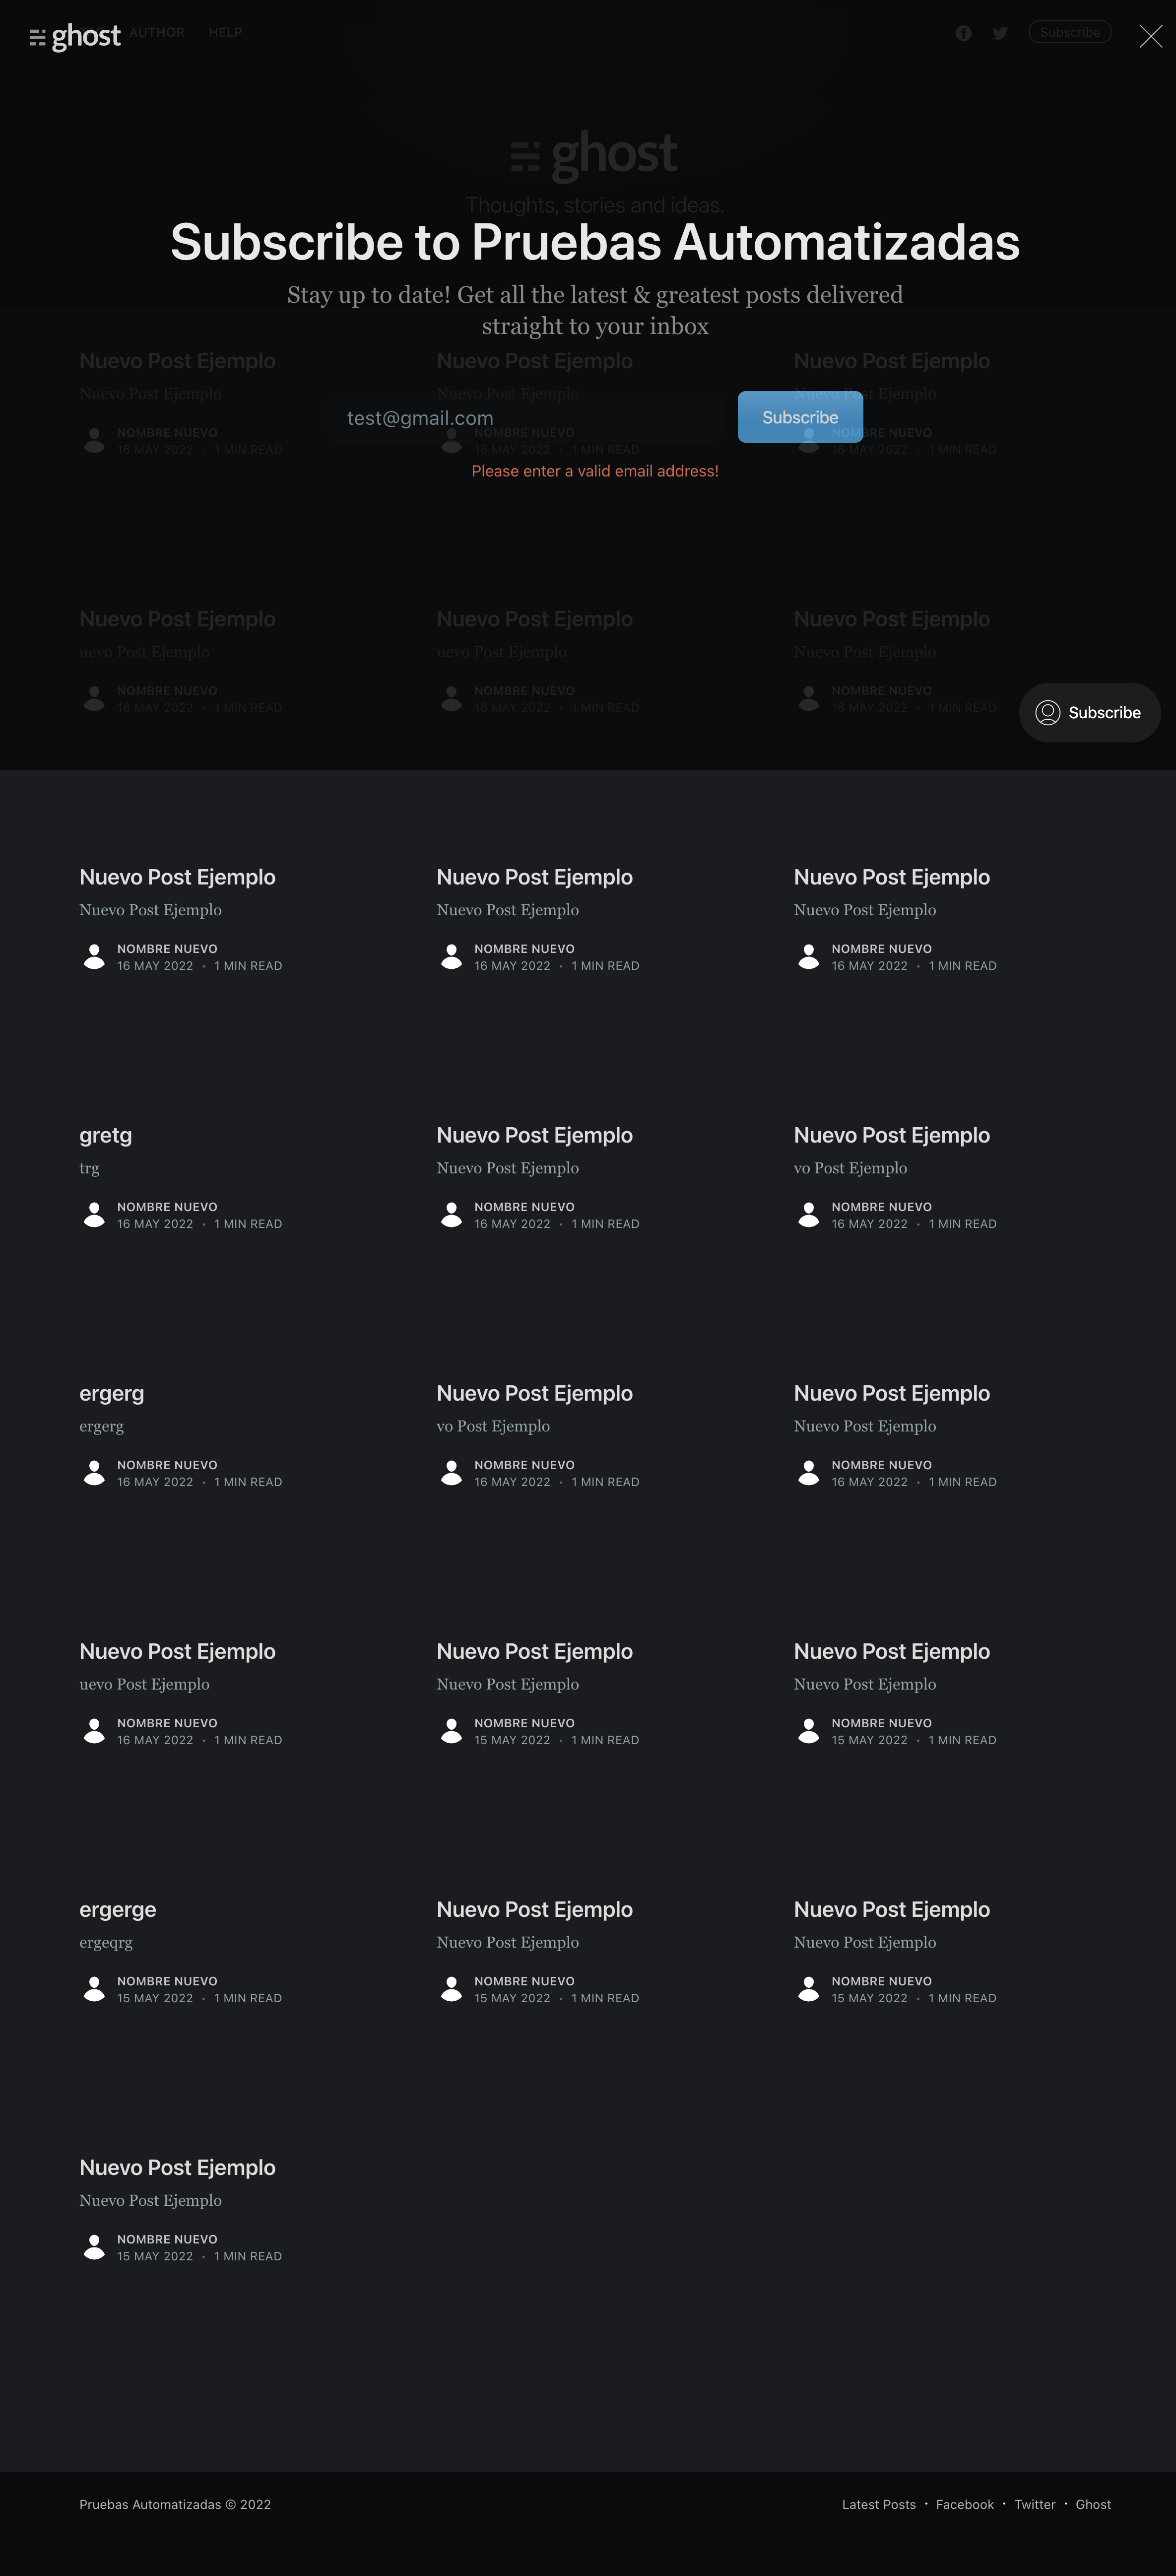 ghost
AUTHOR HELP
Subscribe
ghost
Thoughts, stories and ideas.
Subscribe to Pruebas Automatizadas
Stay up to date! Get all the latest & greatest posts delivered
straight to your inbox
Nuevo Post Ejemplo
Nuevo Post Ejemplo
NOMBRE NUEVO
16 MAY 2022 • 1 MIN READ
Nuevo Post Ejemplo
Nuevo Post Ejemplo
NOMBRE NUEVO
16 MAY 2022 • 1 MIN READ
Nuevo Post Ejemplo
Nuevo Post Ejemplo
NOMBRE NUEVO
16 MAY 2022 • 1 MIN READ
test@gmail.com
Subscribe
Please enter a valid email address!
Nuevo Post Ejemplo
uevo Post Ejemplo
NOMBRE NUEVO
16 MAY 2022 • 1 MIN READ
Nuevo Post Ejemplo
uevo Post Ejemplo
NOMBRE NUEVO
16 MAY 2022 • 1 MIN READ
Nuevo Post Ejemplo
Nuevo Post Ejemplo
NOMBRE NUEVO
16 MAY 2022 • 1 MIN READ
Subscribe
Nuevo Post Ejemplo
Nuevo Post Ejemplo
NOMBRE NUEVO
16 MAY 2022 • 1 MIN READ
Nuevo Post Ejemplo
Nuevo Post Ejemplo
NOMBRE NUEVO
16 MAY 2022 • 1 MIN READ
Nuevo Post Ejemplo
Nuevo Post Ejemplo
NOMBRE NUEVO
16 MAY 2022 • 1 MIN READ
gretg
trg
NOMBRE NUEVO
16 MAY 2022 • 1 MIN READ
Nuevo Post Ejemplo
Nuevo Post Ejemplo
NOMBRE NUEVO
16 MAY 2022 • 1 MIN READ
Nuevo Post Ejemplo
vo Post Ejemplo
NOMBRE NUEVO
16 MAY 2022 • 1 MIN READ
ergerg
ergerg
NOMBRE NUEVO
16 MAY 2022 • 1 MIN READ
Nuevo Post Ejemplo
vo Post Ejemplo
NOMBRE NUEVO
16 MAY 2022 • 1 MIN READ
Nuevo Post Ejemplo
Nuevo Post Ejemplo
NOMBRE NUEVO
16 MAY 2022 • 1 MIN READ
Nuevo Post Ejemplo
uevo Post Ejemplo
NOMBRE NUEVO
16 MAY 2022 • 1 MIN READ
Nuevo Post Ejemplo
Nuevo Post Ejemplo
NOMBRE NUEVO
15 MAY 2022 • 1 MIN READ
Nuevo Post Ejemplo
Nuevo Post Ejemplo
NOMBRE NUEVO
15 MAY 2022 • 1 MIN READ
ergerge
ergeqrg
NOMBRE NUEVO
15 MAY 2022 • 1 MIN READ
Nuevo Post Ejemplo
Nuevo Post Ejemplo
NOMBRE NUEVO
15 MAY 2022 • 1 MIN READ
Nuevo Post Ejemplo
Nuevo Post Ejemplo
NOMBRE NUEVO
15 MAY 2022 • 1 MIN READ
Nuevo Post Ejemplo
Nuevo Post Ejemplo
NOMBRE NUEVO
15 MAY 2022 • 1 MIN READ
Pruebas Automatizadas © 2022
Latest Posts • Facebook • Twitter • Ghost